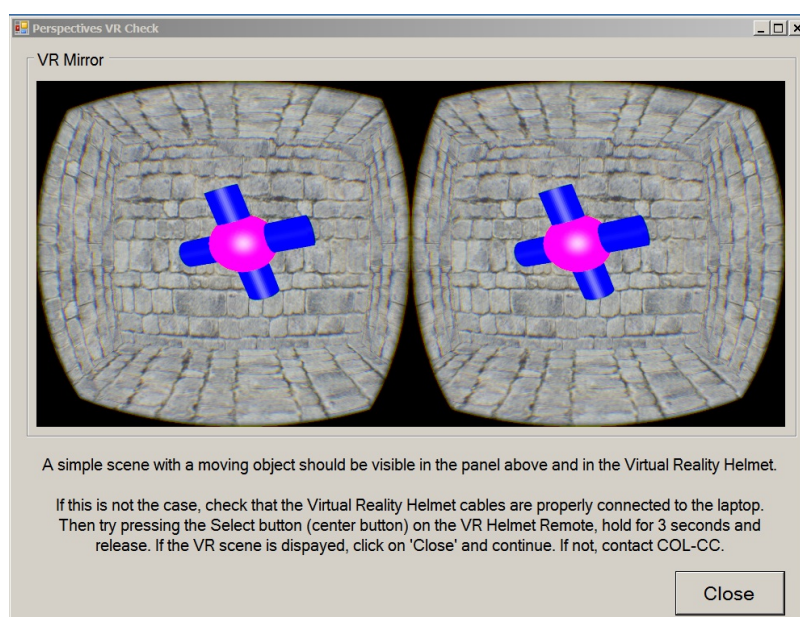 Perspectives VR Check
VR Mirror
A simple scene with a moving object should be visible in the panel above and in the Virtual Reality Helmet.
If this is not the case, check that the Virtual Reality Helmet cables are properly connected to the laptop.
Then try pressing the Select button (center button) on the VR Helmet Remote, hold for 3 seconds and
release. If the VR scene is dispayed, click on 'Close' and continue. If not, contact COL-CC.
Close